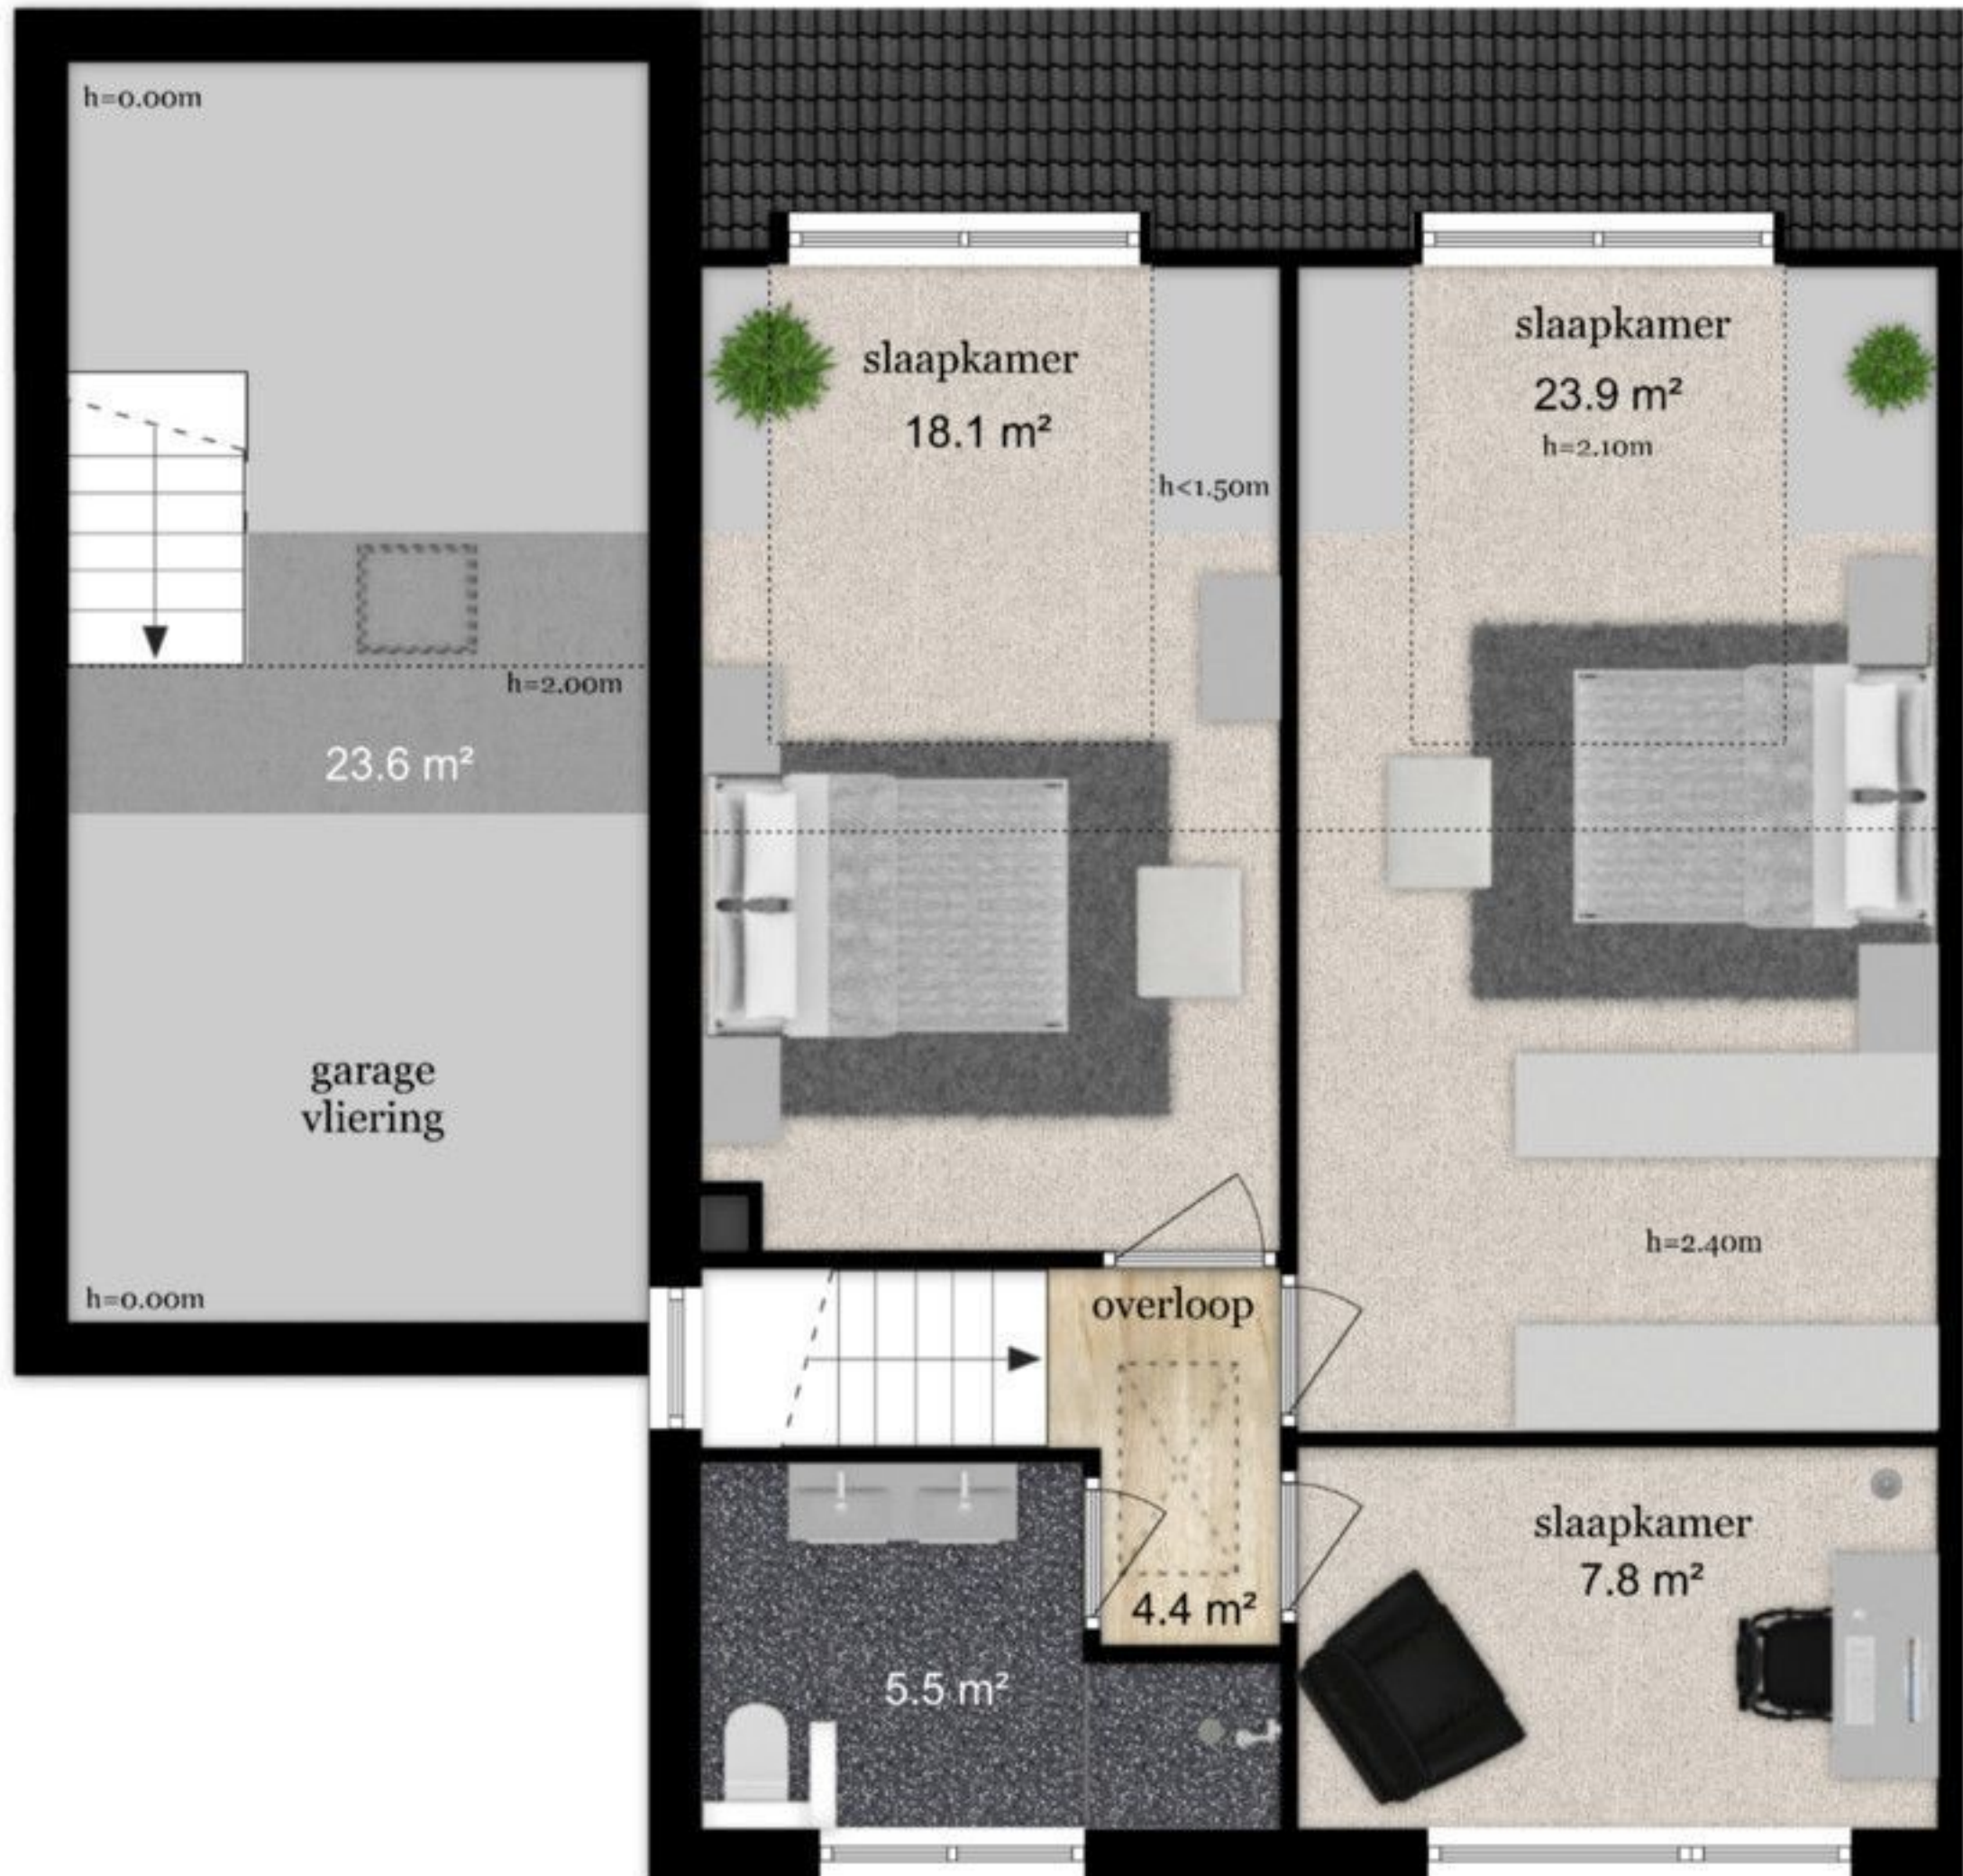 h=0.00m
h=2.00m
23.6 m²
garage
vliering
h=0.00m
slaapkamer
18.1 m²
h<1.50m
slaapkamer
23.9 m²
h=2.10m
h=2.40m
overloop
4.4 m²
5.5 m²
slaapkamer
7.8 m²